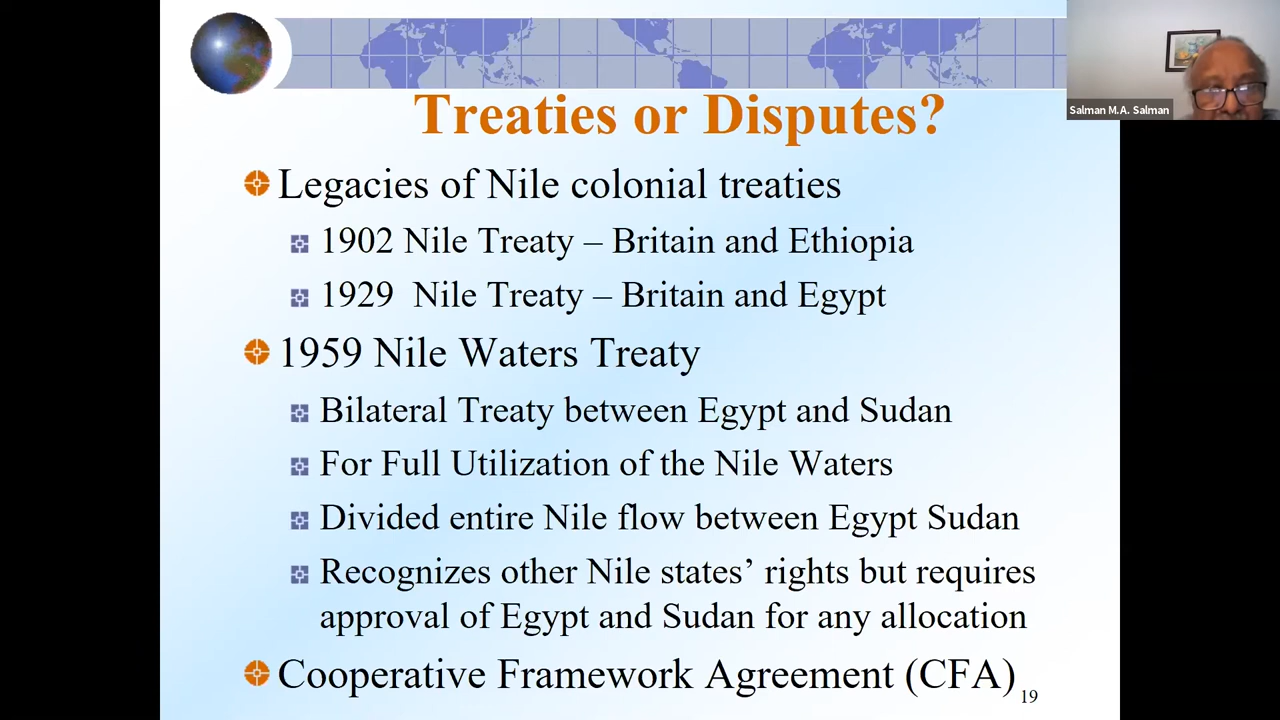 Salman M.A. Salman
Treaties or Disputes?
Legacies of Nile colonial treaties
1902 Nile Treaty – Britain and Ethiopia
1929 Nile Treaty – Britain and Egypt
1959 Nile Waters Treaty
Bilateral Treaty between Egypt and Sudan
For Full Utilization of the Nile Waters
Divided entire Nile flow between Egypt Sudan
Recognizes other Nile states’ rights but requires
approval of Egypt and Sudan for any allocation
Cooperative Framework Agreement (CFA)
19